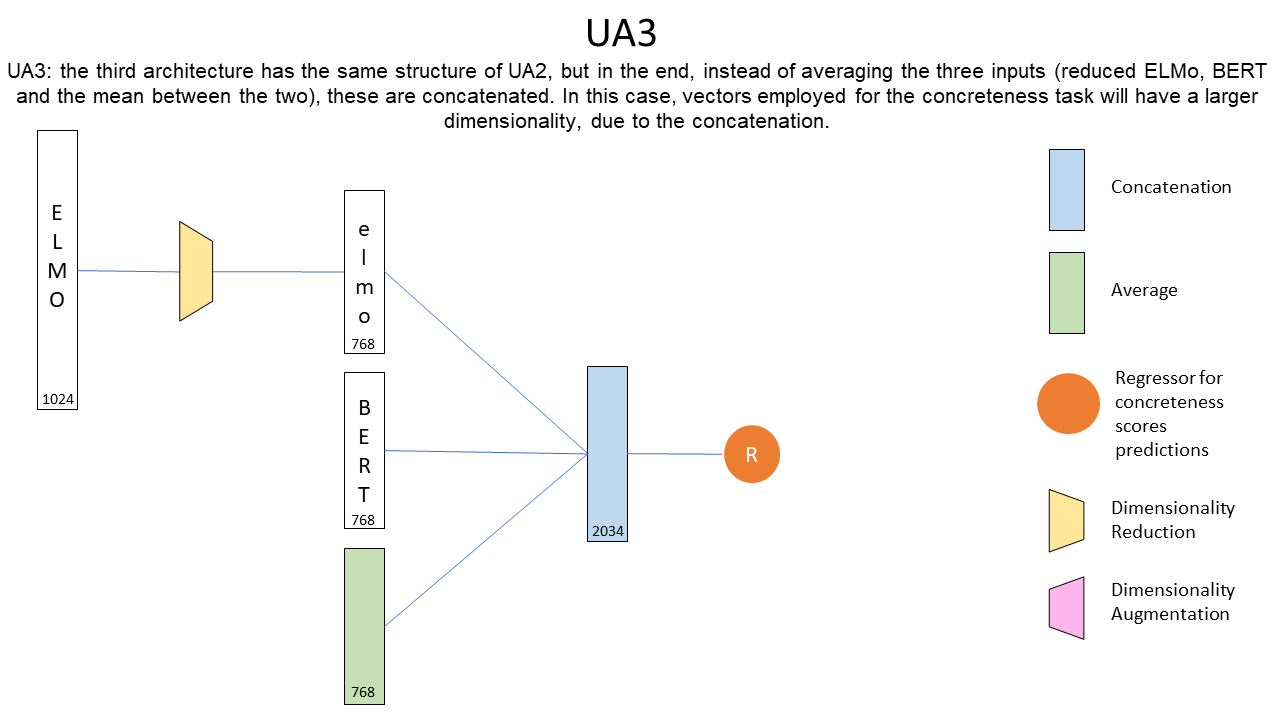 UA3
UA3: the third architecture has the same structure of UA2, but in the end, instead of averaging the three inputs (reduced ELMo, BERT
and the mean between the two), these are concatenated. In this case, vectors employed for the concreteness task will have a larger
dimensionality, due to the concatenation.
E
L
M
O
1024
e
l
m
o
768
B
E
R
T
768
768
2034
R
Concatenation
Average
Regressor for
concreteness
scores
predictions
Dimensionality
Reduction
Dimensionality
Augmentation